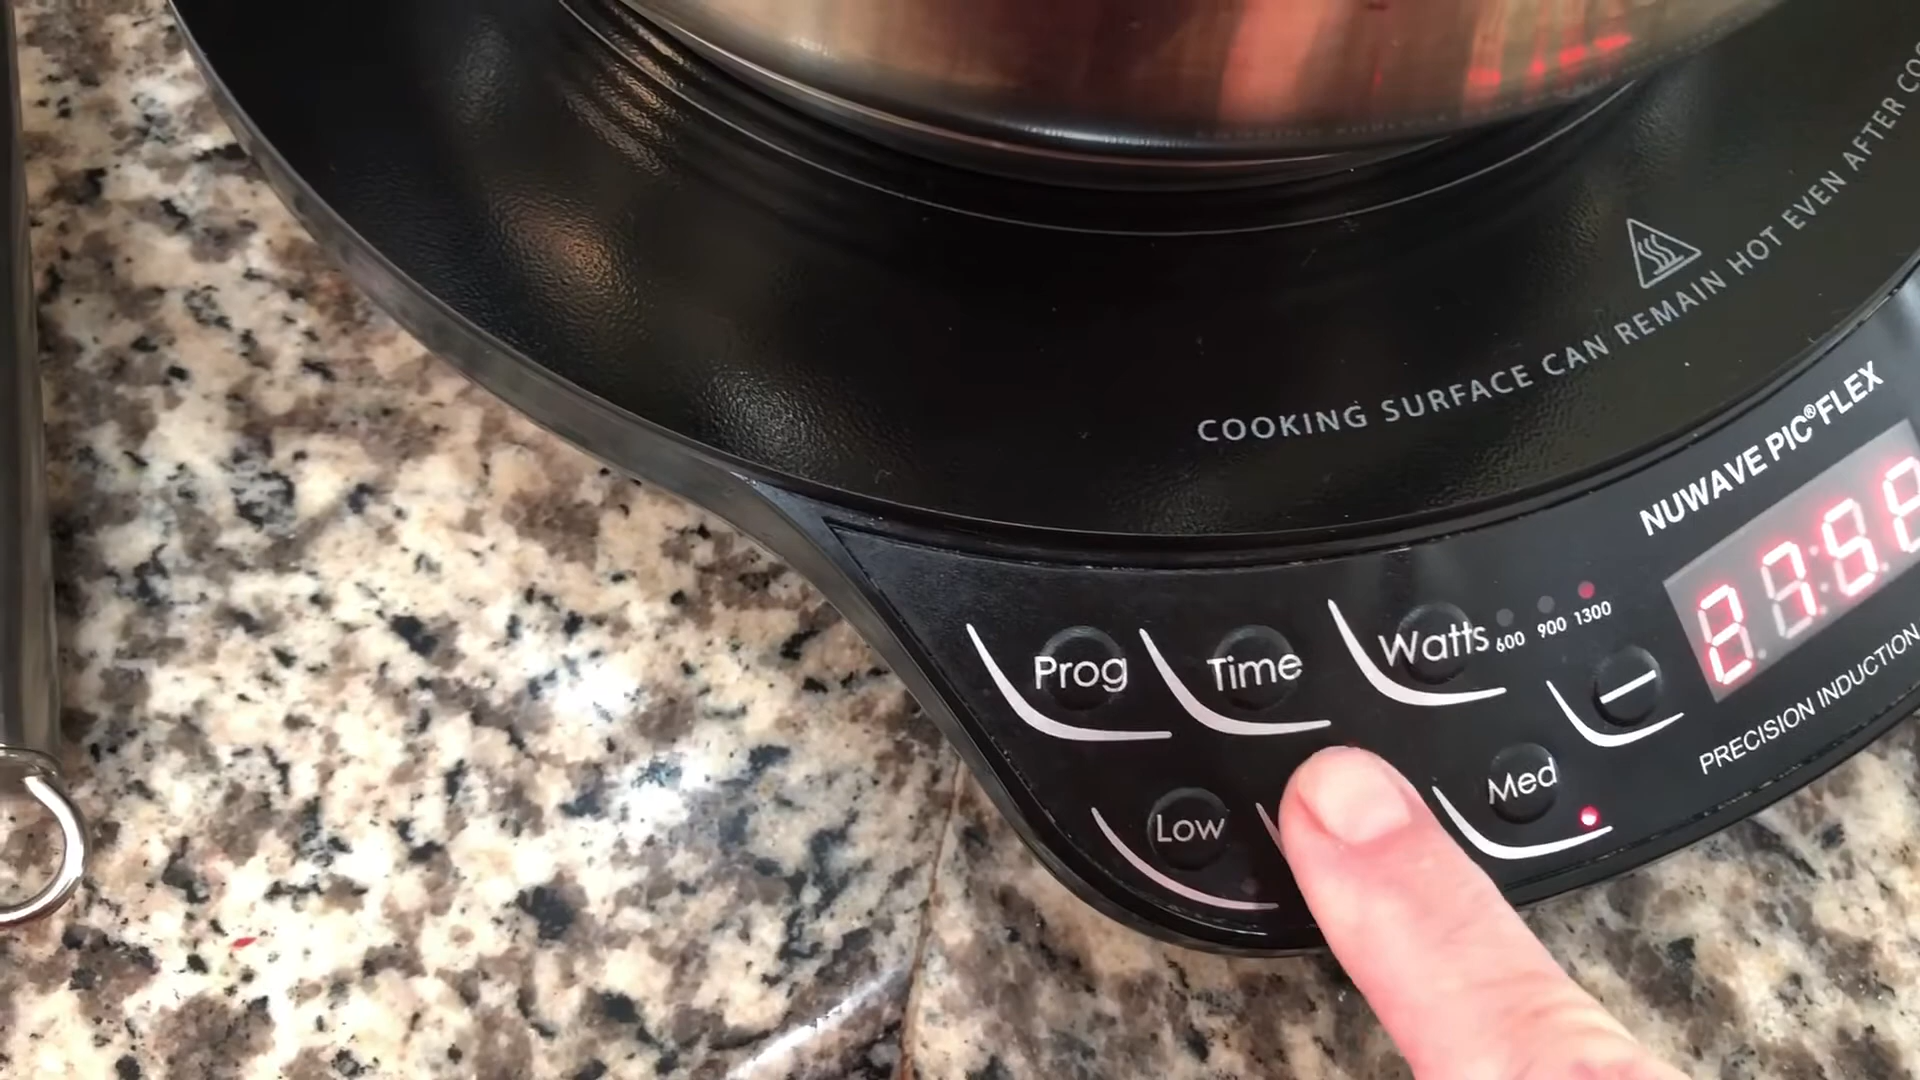 COOKING SURFACE CAN REMAIN HOT EVEN AFTER
NUWAVE PIC®FLEX
275F
PRECISION INDUCTION
Prog
Time
Watts
600 900 1300
Low
Med